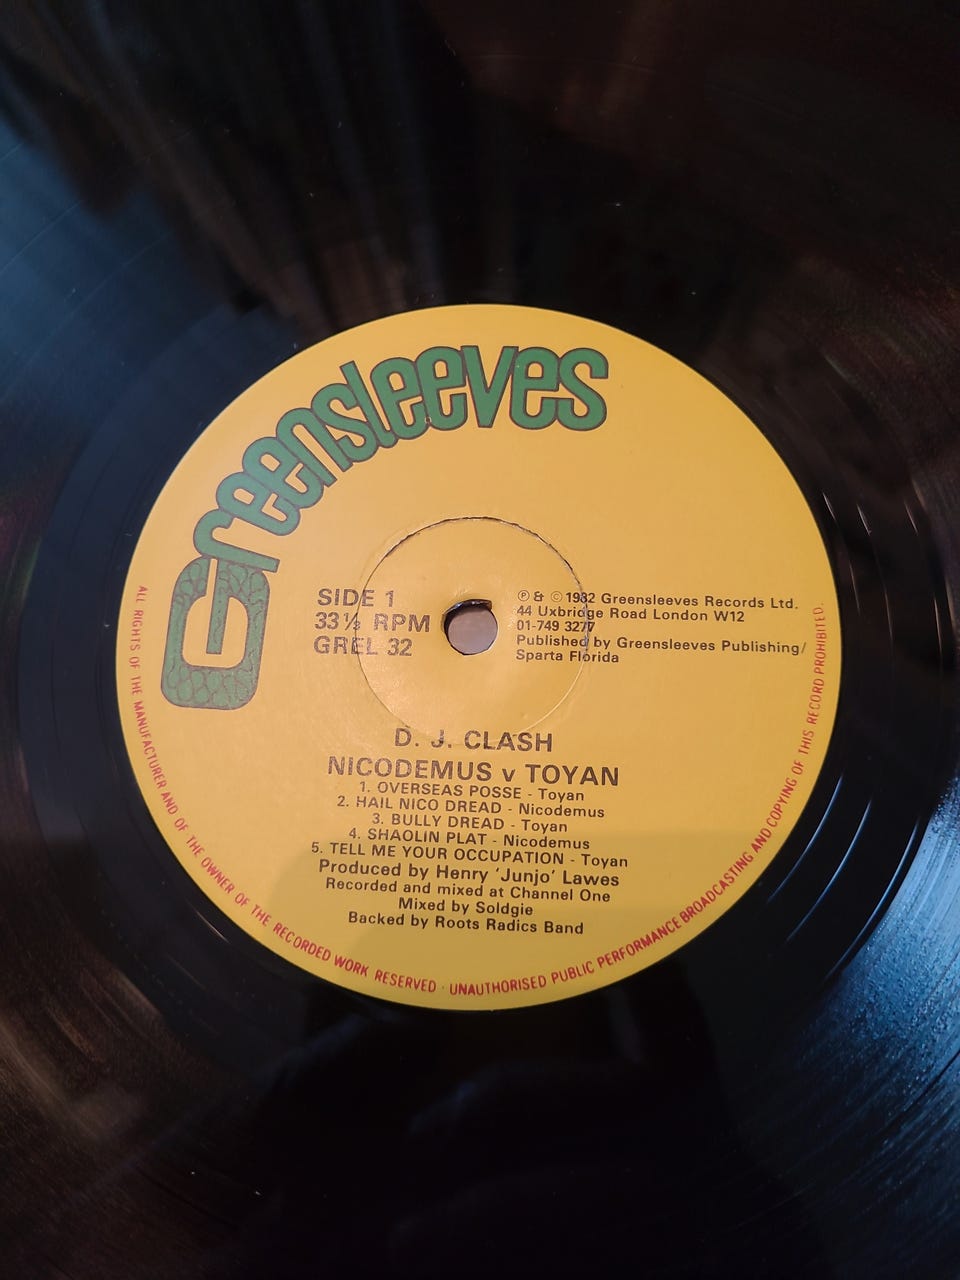 Greensleeves
SIDE 1
33⅓ RPM
GREL 32
℗ & © 1982 Greensleeves Records Ltd.
44 Uxbridge Road London W12
01-749 3277
Published by Greensleeves Publishing/
Sparta Florida
D. J. CLASH
NICODEMUS v TOYAN
1. OVERSEAS POSSE - Toyan
2. HAIL NICO DREAD - Nicodemus
3. BULLY DREAD - Toyan
4. SHAOLIN PLAT - Nicodemus
5. TELL ME YOUR OCCUPATION - Toyan
Produced by Henry 'Junjo' Lawes
Recorded and mixed at Channel One
Mixed by Soldgie
Backed by Roots Radics Band
ALL RIGHTS OF THE MANUFACTURER AND OF THE OWNER OF THE RECORDED WORK RESERVED · UNAUTHORISED PUBLIC PERFORMANCE BROADCASTING AND COPYING OF THIS RECORD PROHIBITED.